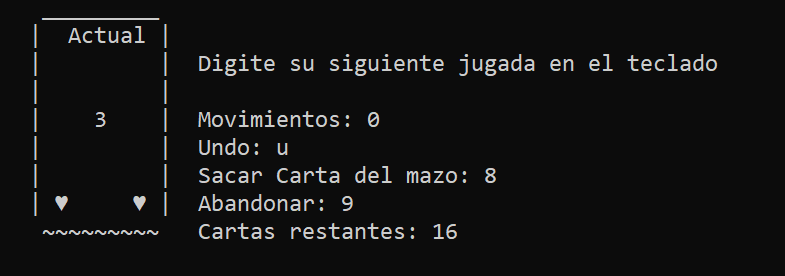 Actual
Digite su siguiente jugada en el teclado
3 Movimientos: 0
Undo: u
Sacar Carta del mazo: 8
♥ ♥ Abandonar: 9
~~~~~~~~~ Cartas restantes: 16